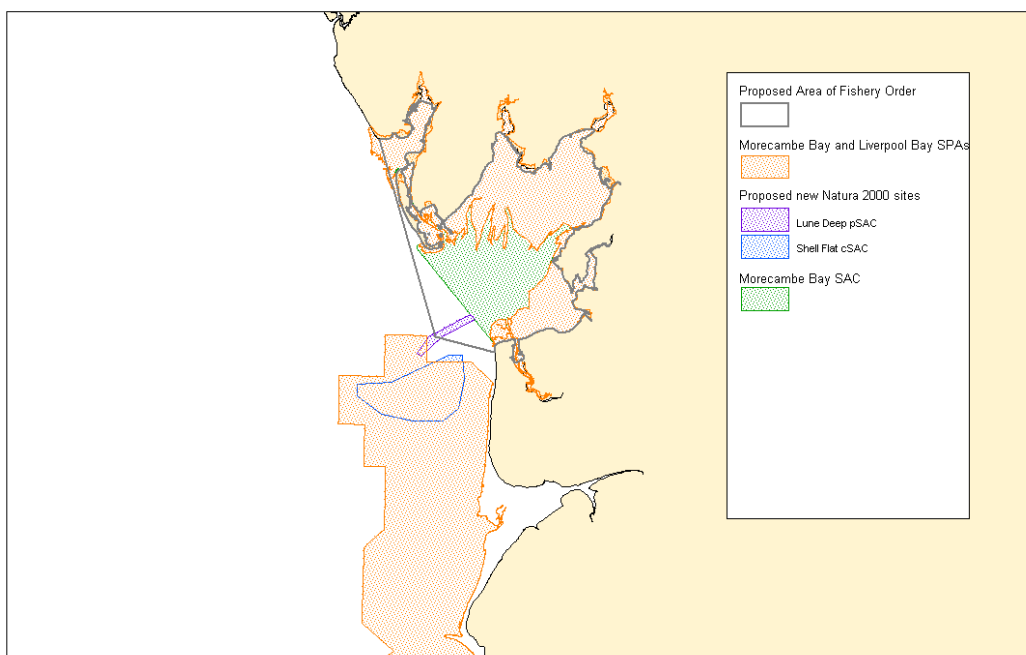 Proposed Area of Fishery Order
Morecambe Bay and Liverpool Bay SPAs
Proposed new Natura 2000 sites
Lune Deep pSAC
Shell Flat cSAC
Morecambe Bay SAC